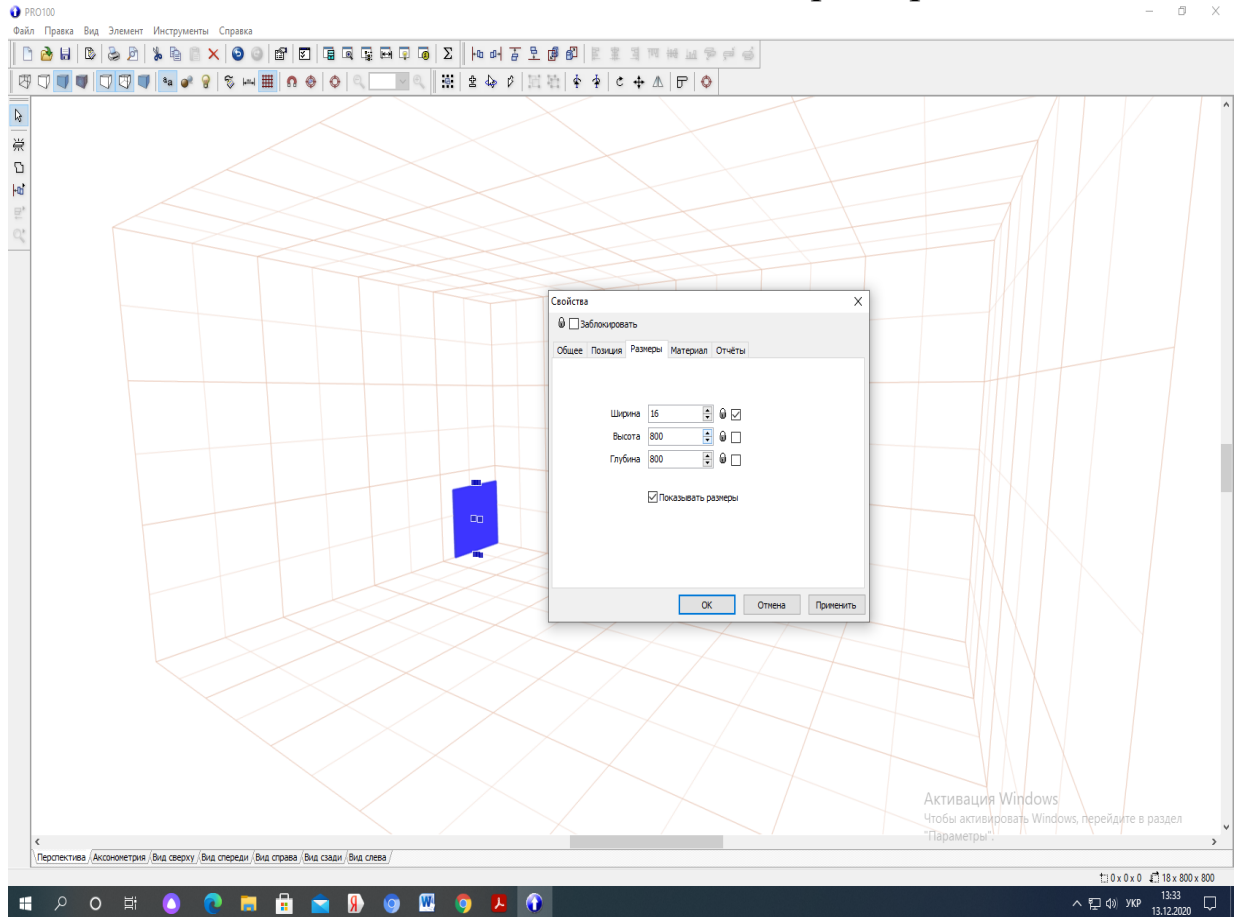 PRO100
Файл Правка Вид Элемент Инструменты Справка
Свойства
Заблокировать
Общее Позиция Размеры Материал Отчёты
Ширина 16
Высота 800
Глубина 800
Показывать размеры
OK Отмена Применить
Активация Windows
Чтобы активировать Windows, перейдите в раздел
"Параметры".
Перспектива Аксонометрия Вид сверху Вид спереди Вид справа Вид сзади Вид слева
0 x 0 x 0 18 x 800 x 800
УКР 13:33
13.12.2020